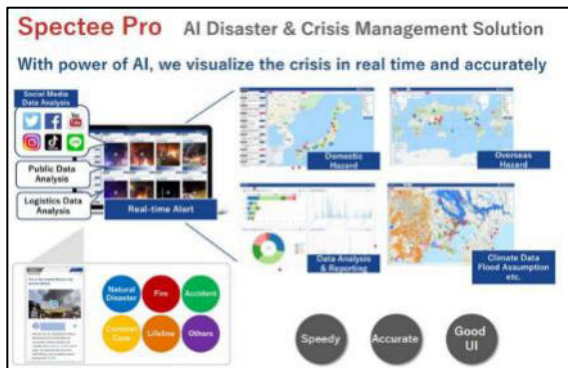 Spectee Pro AI Disaster & Crisis Management Solution
With power of AI, we visualize the crisis in real time and accurately
Social Media
Data Analysis
Public Data
Analysis
Logistics Data
Analysis
Real-time Alert
Domestic
Hazard
Overseas
Hazard
Data Analysis
& Reporting
Climate Data
Flood Assumption
etc.
Natural
Disaster
Fire
Accident
Criminal
Case
Lifeline
Others
Speedy
Accurate
Good
UI